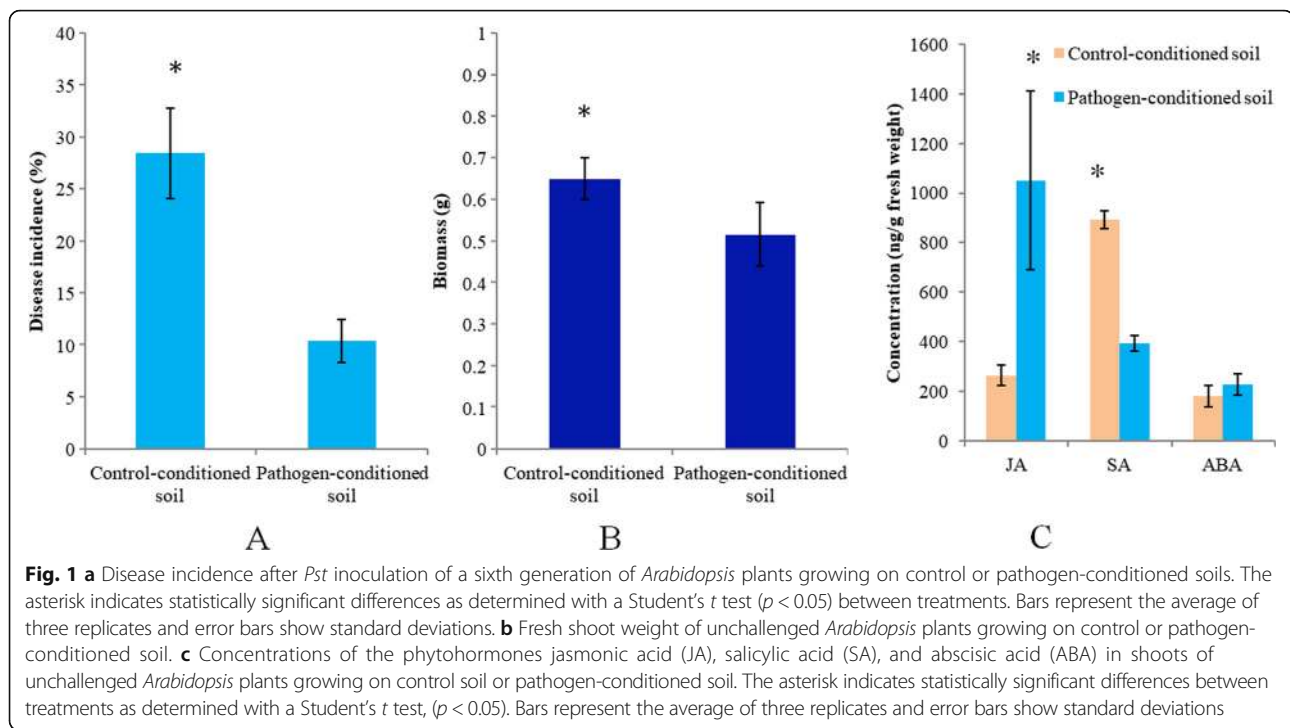 40
35
30
25
20
15
10
5
0
Disease incidence (%)
*
Control-conditioned
soil
Pathogen-conditioned
soil
A
1
0.9
0.8
0.7
0.6
0.5
0.4
0.3
0.2
0.1
0
Biomass (g)
*
Control-conditioned
soil
Pathogen-conditioned
soil
B
1600
1400
1200
1000
800
600
400
200
0
Concentration (ng/g fresh weight)
*
*
Control-conditioned soil
Pathogen-conditioned soil
JA
SA
ABA
C
Fig. 1 a Disease incidence after Pst inoculation of a sixth generation of Arabidopsis plants growing on control or pathogen-conditioned soils. The
asterisk indicates statistically significant differences as determined with a Student's t test (p < 0.05) between treatments. Bars represent the average of
three replicates and error bars show standard deviations. b Fresh shoot weight of unchallenged Arabidopsis plants growing on control or pathogen-
conditioned soil. c Concentrations of the phytohormones jasmonic acid (JA), salicylic acid (SA), and abscisic acid (ABA) in shoots of
unchallenged Arabidopsis plants growing on control soil or pathogen-conditioned soil. The asterisk indicates statistically significant differences between
treatments as determined with a Student's t test, (p < 0.05). Bars represent the average of three replicates and error bars show standard deviations